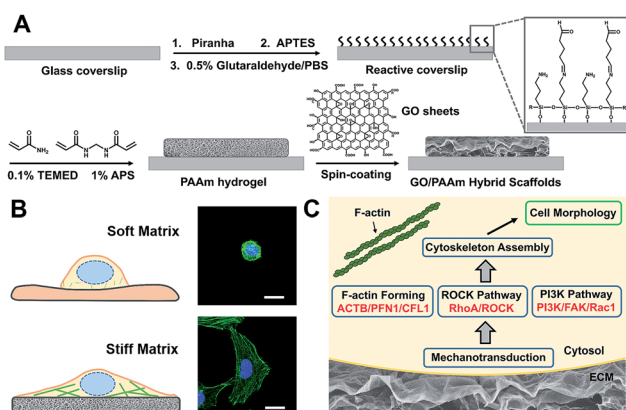 A
Glass coverslip
1. Piranha 2. APTES
3. 0.5% Glutaraldehyde/PBS
Reactive coverslip
0.1% TEMED 1% APS
PAAm hydrogel
GO sheets
Spin-coating
GO/PAAm Hybrid Scaffolds
B
Soft Matrix
Stiff Matrix
C
F-actin
Cell Morphology
Cytoskeleton Assembly
F-actin Forming
ACTB/PFN1/CFL1
ROCK Pathway
RhoA/ROCK
PI3K Pathway
PI3K/FAK/Rac1
Mechanotransduction
Cytosol
ECM